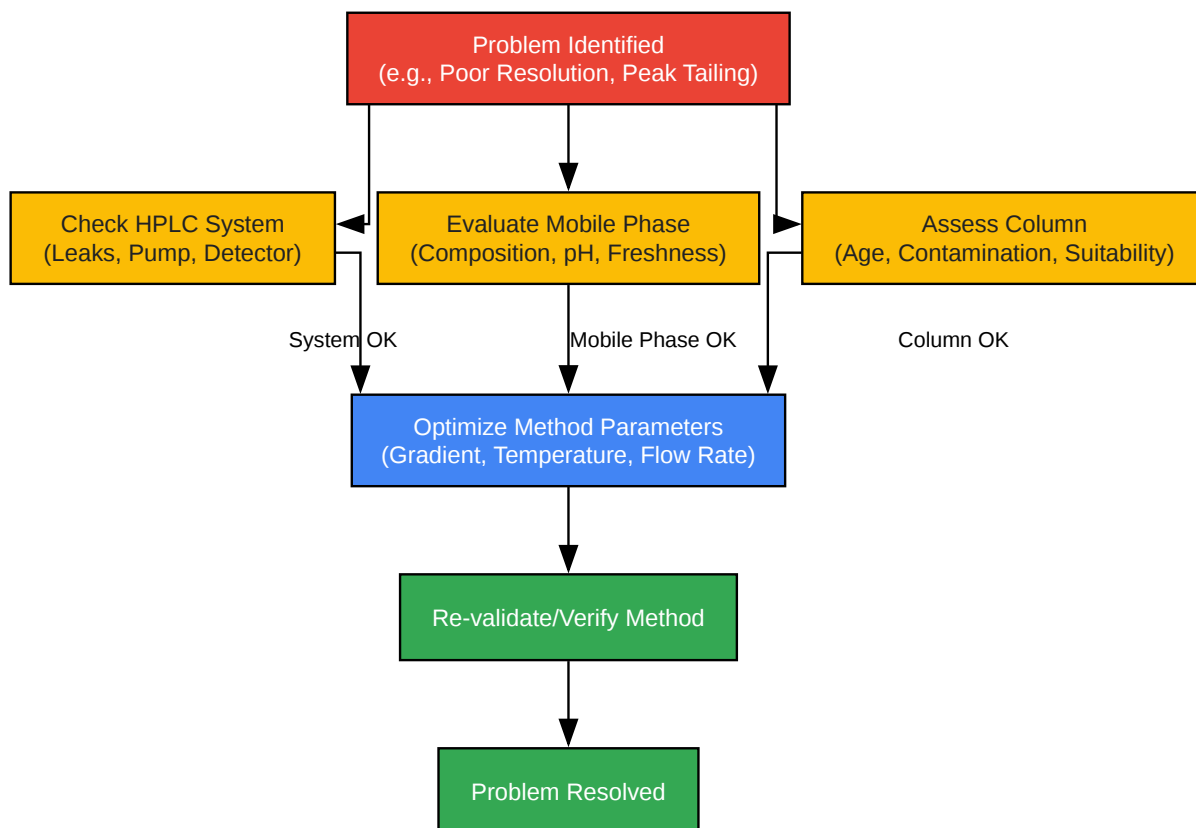 Problem Identified
(e.g., Poor Resolution, Peak Tailing)
Check HPLC System
(Leaks, Pump, Detector)
Evaluate Mobile Phase
(Composition, pH, Freshness)
Assess Column
(Age, Contamination, Suitability)
System OK
Mobile Phase OK
Column OK
Optimize Method Parameters
(Gradient, Temperature, Flow Rate)
Re-validate/Verify Method
Problem Resolved